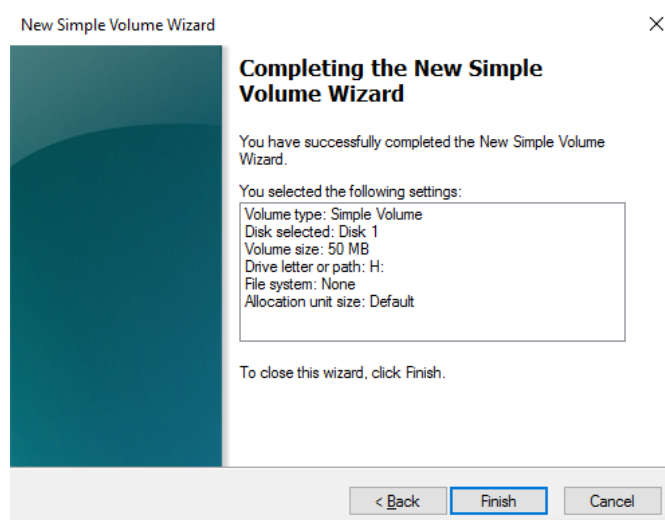 New Simple Volume Wizard
Completing the New Simple
Volume Wizard
You have successfully completed the New Simple Volume
Wizard.
You selected the following settings:
Volume type: Simple Volume
Disk selected: Disk 1
Volume size: 50 MB
Drive letter or path: H:
File system: None
Allocation unit size: Default
To close this wizard, click Finish.
< Back Finish Cancel